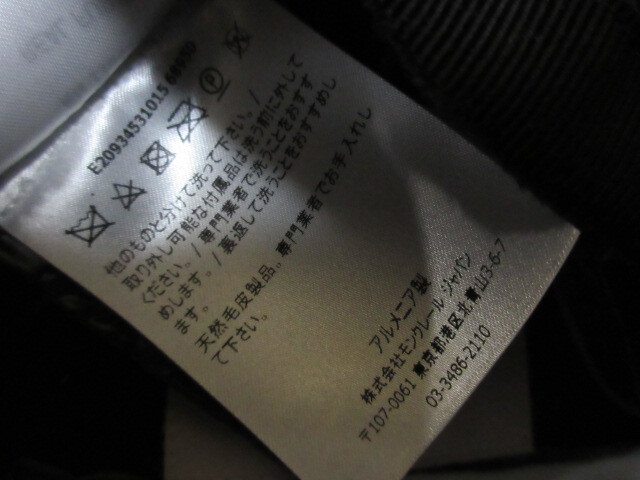 E20934531015 68950
他のものと分けて洗って下さい。/
取り外し可能な付属品は洗う前に外して
ください。/専門業者で洗うことをおすす
めします。/裏返して洗うことをおすすめし
ます。
天然毛皮製品。専門業者でお手入れし
て下さい。
アルメニア製
株式会社モンクレール ジャパン
〒107-0061 東京都港区北青山3-6-7
03-3486-2110